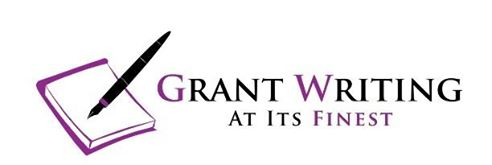 GRANT WRITING
AT ITS FINEST